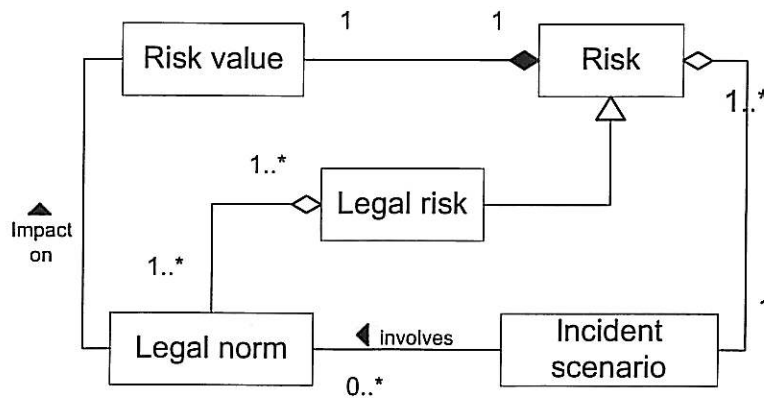 1 1
Risk value
Risk
1..*
1..*
Legal risk
Impact
on
1..*
Legal norm
involves
0..*
Incident
scenario